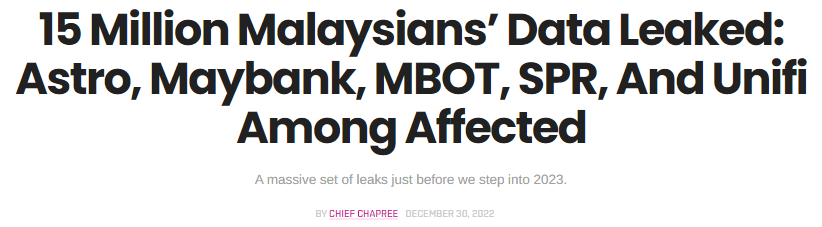 15 Million Malaysians’ Data Leaked:
Astro, Maybank, MBOT, SPR, And Unifi
Among Affected
A massive set of leaks just before we step into 2023.
BY CHIEF CHAPREE DECEMBER 30, 2022